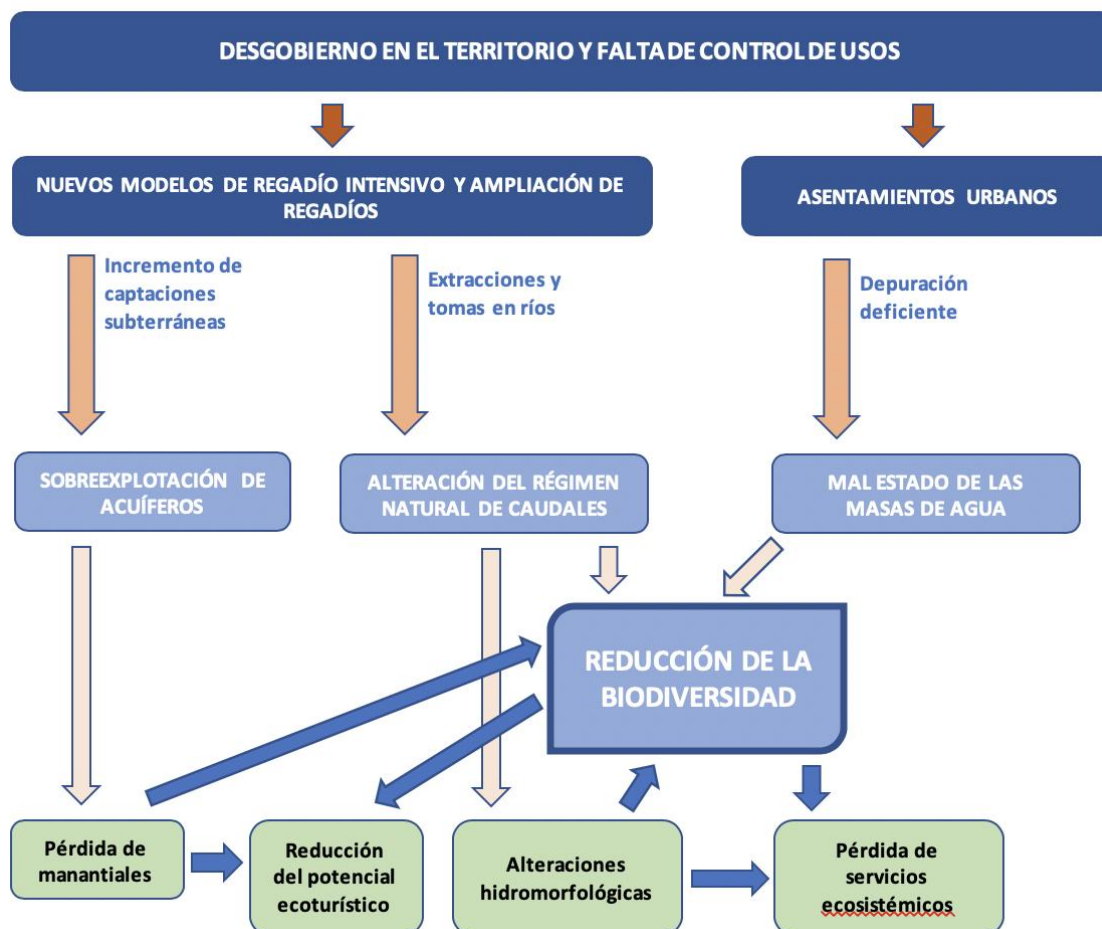 DESGOBIERNO EN EL TERRITORIO Y FALTA DE CONTROL DE USOS
NUEVOS MODELOS DE REGADÍO INTENSIVO Y AMPLIACIÓN DE
REGADÍOS
ASENTAMIENTOS URBANOS
Incremento de
captaciones
subterráneas
Extracciones y
tomas en ríos
Depuración
deficiente
SOBREEXPLOTACIÓN DE
ACUÍFEROS
ALTERACIÓN DEL RÉGIMEN
NATURAL DE CAUDALES
MAL ESTADO DE LAS
MASAS DE AGUA
REDUCCIÓN DE LA
BIODIVERSIDAD
Pérdida de
manantiales
Reducción
del potencial
ecoturístico
Alteraciones
hidromorfológicas
Pérdida de
servicios
ecosistémicos